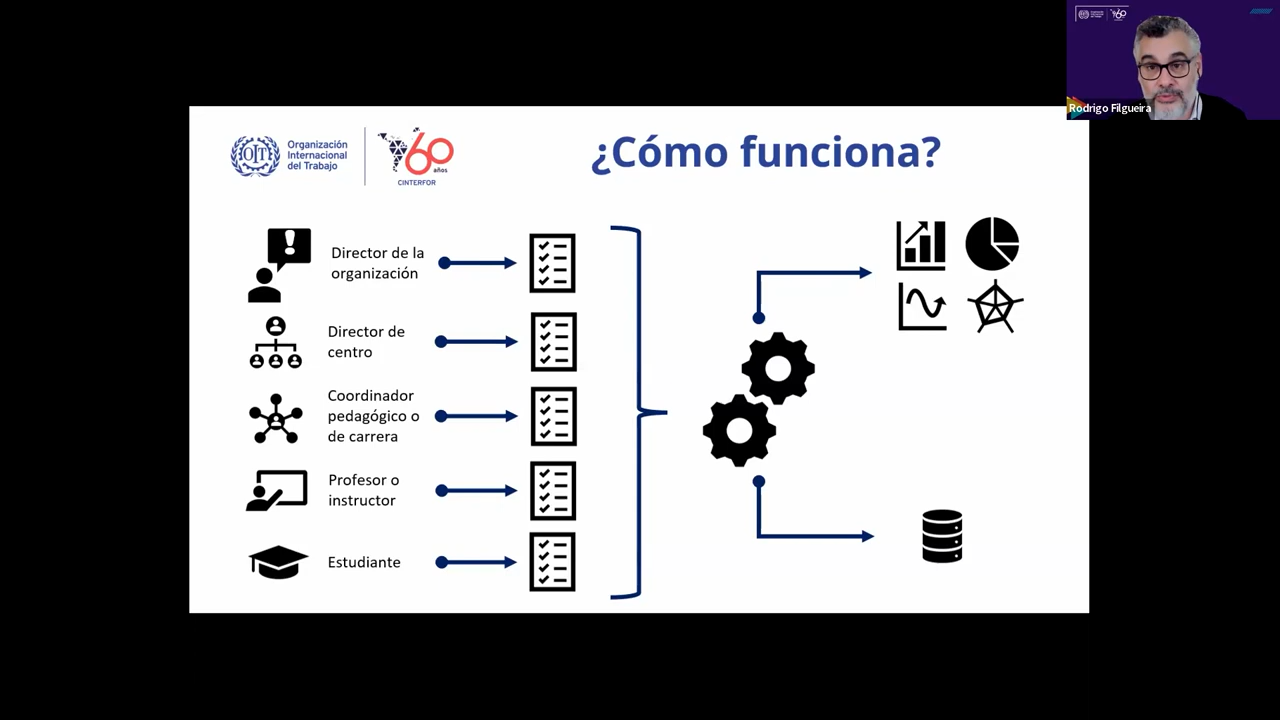 Rodrigo Filgueira
OIT
Organización
Internacional
del Trabajo
60
años
CINTERFOR
¿Cómo funciona?
Director de la
organización
Director de
centro
Coordinador
pedagógico o
de carrera
Profesor o
instructor
Estudiante